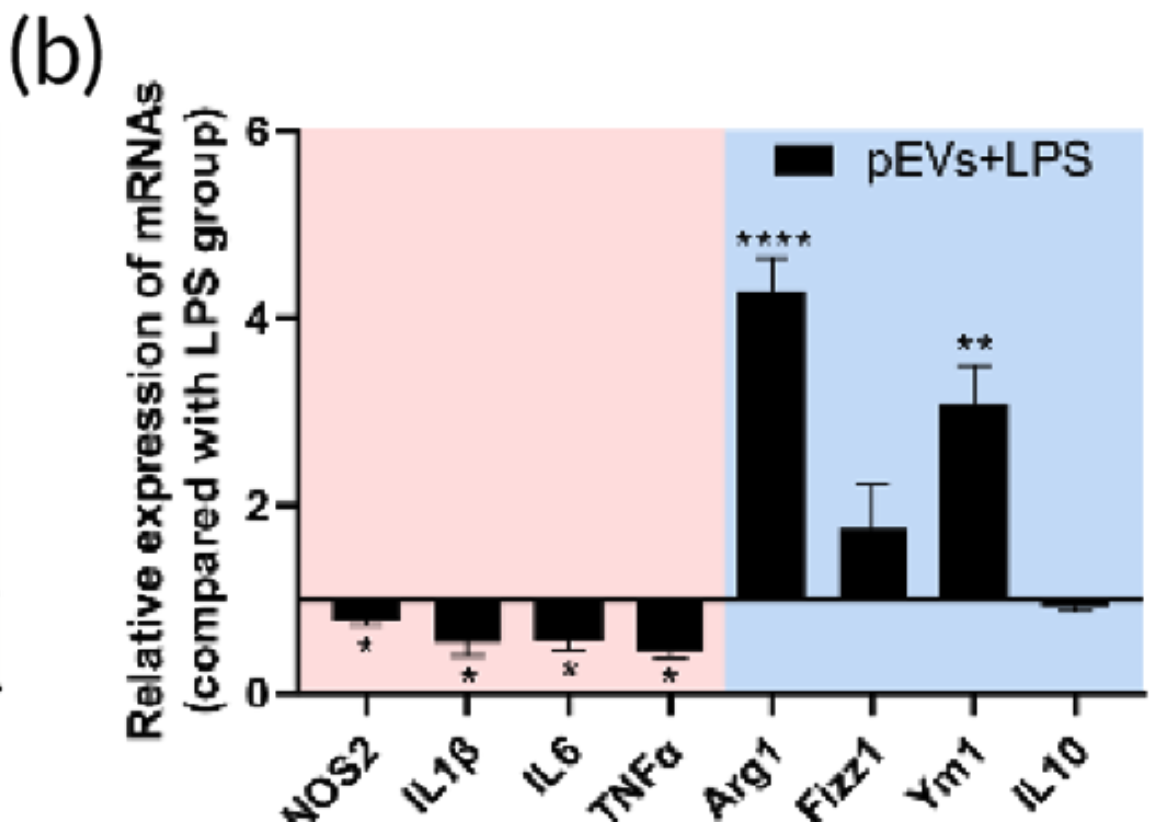 (b)
Relative expression of mRNAs
(compared with LPS group)
6
4
2
0
pEVs+LPS
****
**
*
*
*
*
NOS2
IL1β
IL6
TNFα
Arg1
Fizz1
Ym1
IL10